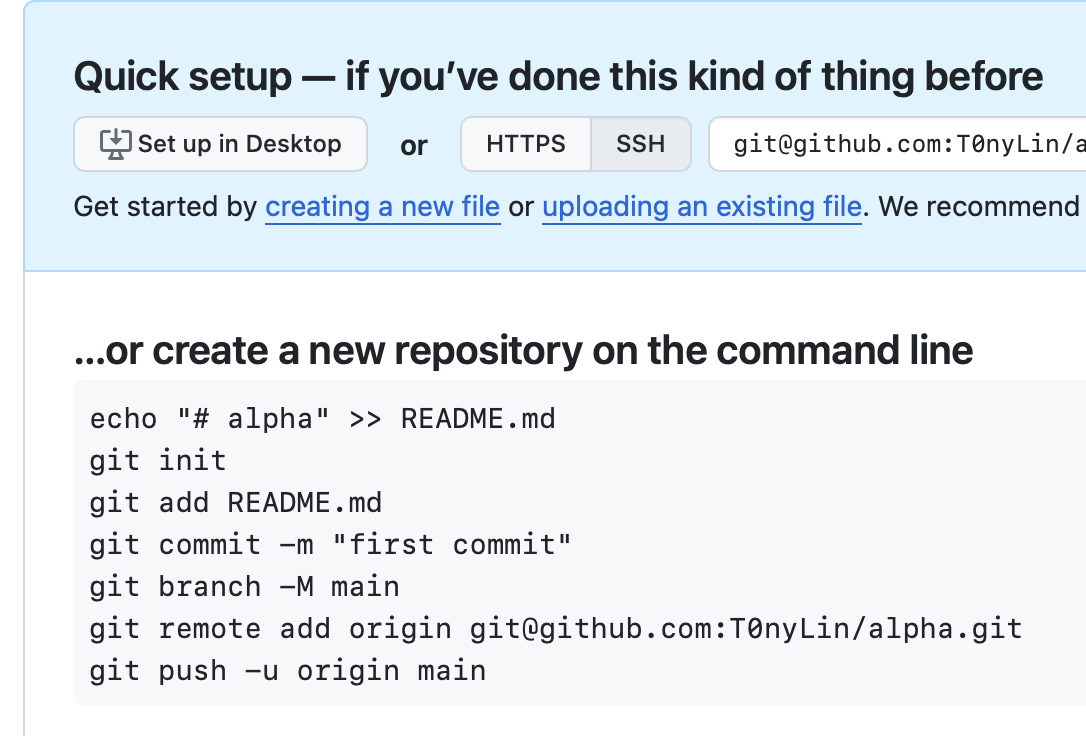 Quick setup — if you’ve done this kind of thing before
Set up in Desktop or HTTPS SSH git@github.com:T0nyLin/a
Get started by creating a new file or uploading an existing file. We recommend
…or create a new repository on the command line
echo "# alpha" >> README.md
git init
git add README.md
git commit -m "first commit"
git branch -M main
git remote add origin git@github.com:T0nyLin/alpha.git
git push -u origin main